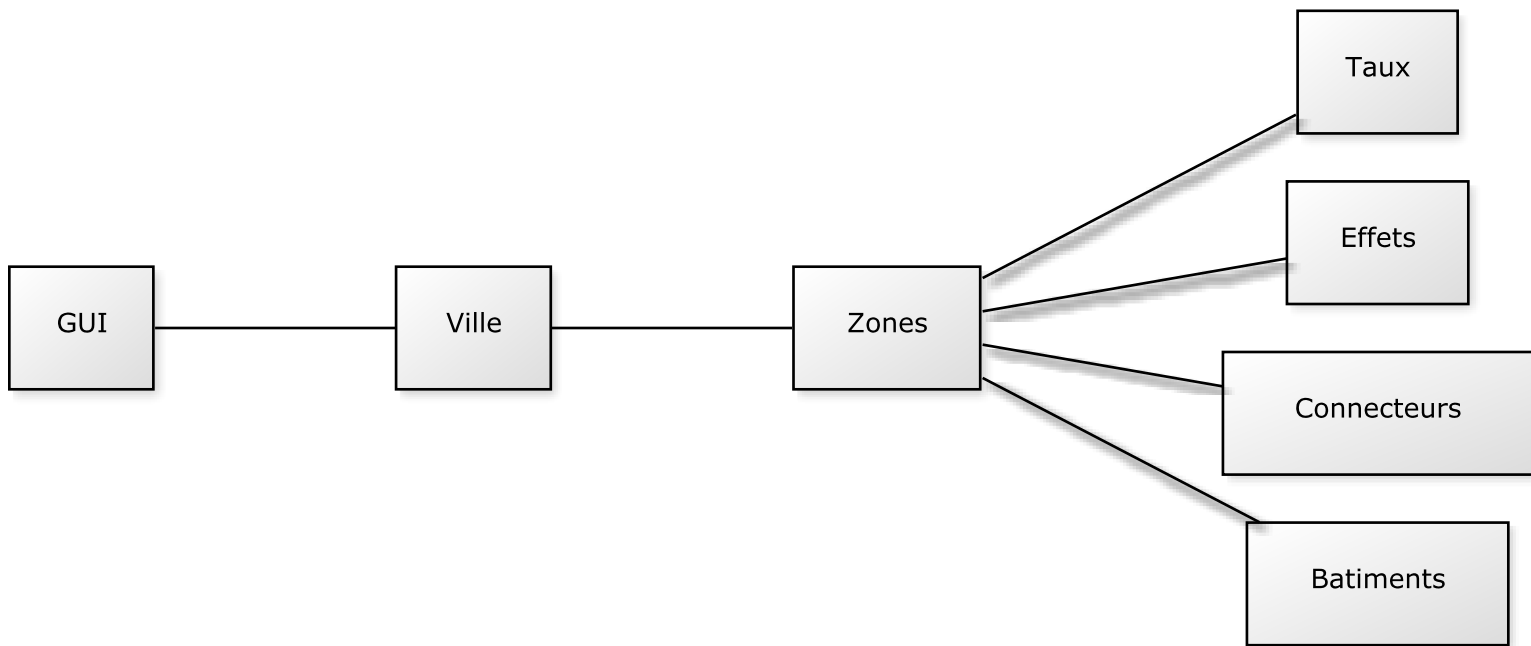 GUI
Ville
Zones
Taux
Effets
Connecteurs
Batiments